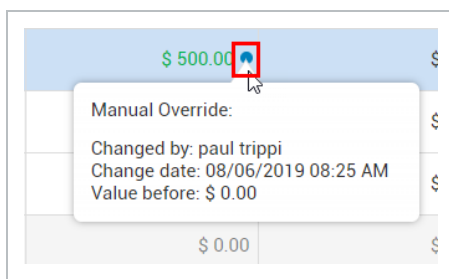 $ 500.00
$
Manual Override:
$
Changed by: paul trippi
Change date: 08/06/2019 08:25 AM
$
Value before: $ 0.00
$ 0.00
$